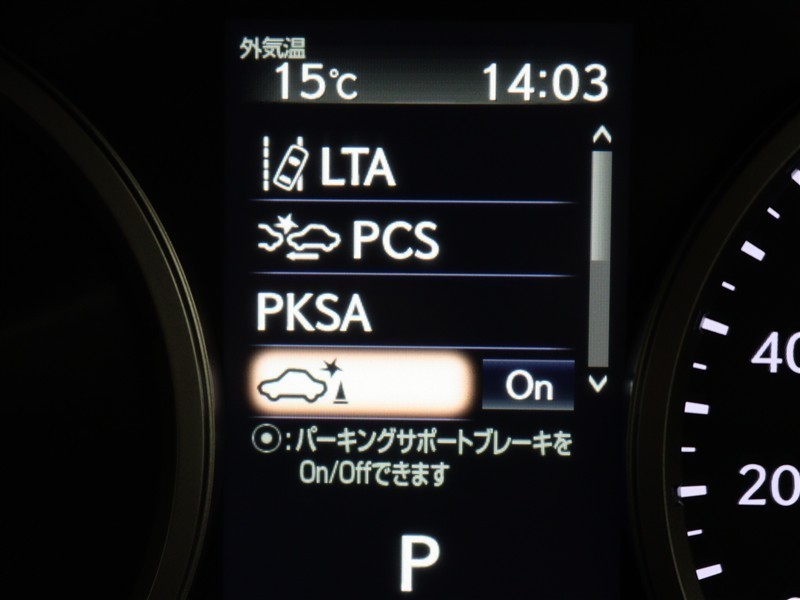 外気温
15℃ 14:03
LTA
PCS
PKSA
On
:パーキングサポートブレーキを
On/Offできます
P
40
20